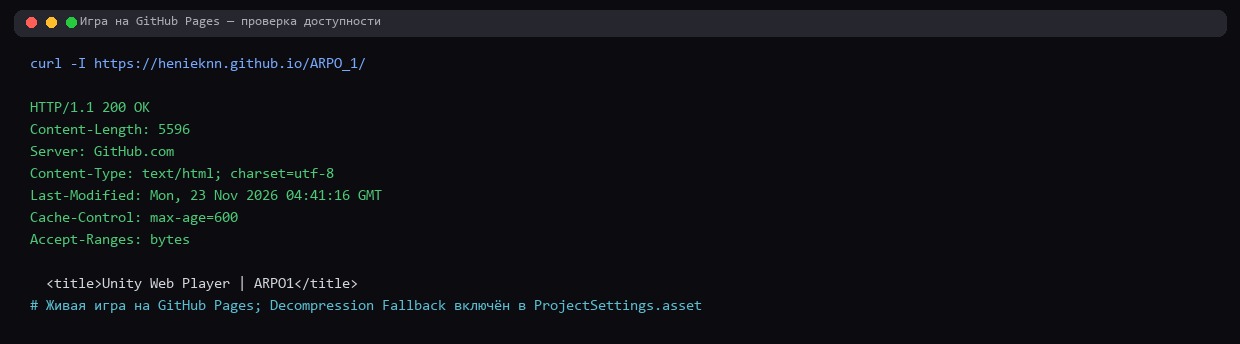 Игра на GitHub Pages — проверка доступности
curl -I https://henieknn.github.io/ARPO_1/
HTTP/1.1 200 OK
Content-Length: 5596
Server: GitHub.com
Content-Type: text/html; charset=utf-8
Last-Modified: Mon, 23 Nov 2026 04:41:16 GMT
Cache-Control: max-age=600
Accept-Ranges: bytes
<title>Unity Web Player | ARPO1</title>
# Живая игра на GitHub Pages; Decompression Fallback включён в ProjectSettings.asset